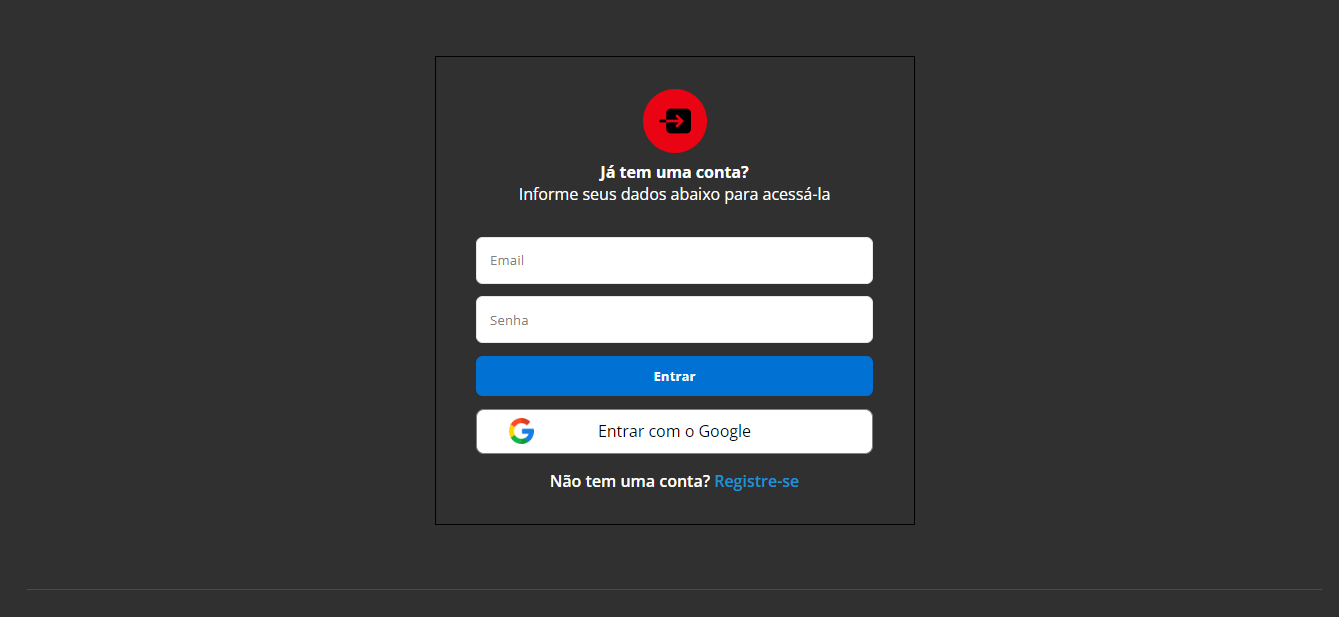 Já tem uma conta?
Informe seus dados abaixo para acessá-la
Email
Senha
Entrar
Entrar com o Google
Não tem uma conta? Registre-se